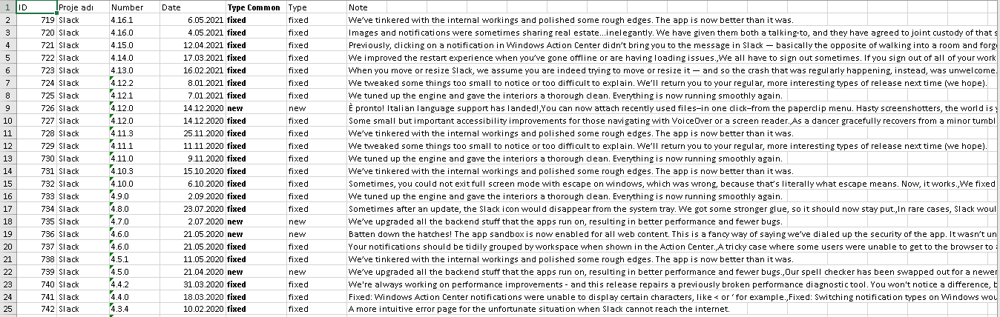 1 ID Proje adı Number Date Type Common Type Note
2 719 Slack 4.16.1 6.05.2021 fixed fixed We've tinkered with the internal workings and polished some rough edges. The app is now better than it was.
3 720 Slack 4.16.0 4.05.2021 fixed fixed Images and notifications were sometimes sharing real estate...inelegantly. We have given them both a talking-to, and they have agreed to joint custody of that s
4 721 Slack 4.15.0 12.04.2021 fixed fixed Previously, clicking on a notification in Windows Action Center didn't bring you to the message in Slack — basically the opposite of walking into a room and forge
5 722 Slack 4.14.0 17.03.2021 fixed fixed We improved the restart experience when you've gone offline or are having loading issues.,We all have to sign out sometimes. If you sign out of all of your work
6 723 Slack 4.13.0 16.02.2021 fixed fixed When you move or resize Slack, we assume you are indeed trying to move or resize it — and so the crash that was regularly happening, instead, was unwelcome.
7 724 Slack 4.12.2 8.01.2021 fixed fixed We tweaked some things too small to notice or too difficult to explain. We'll return you to your regular, more interesting types of release next time (we hope).
8 725 Slack 4.12.1 7.01.2021 fixed fixed We tuned up the engine and gave the interiors a thorough clean. Everything is now running smoothly again.
9 726 Slack 4.12.0 14.12.2020 new new È pronto! Italian language support has landed!,You can now attach recently used files–in one click–from the paperclip menu. Hasty screenshotters, the world is y
10 727 Slack 4.12.0 14.12.2020 fixed fixed Some small but important accessibility improvements for those navigating with VoiceOver or a screen reader.,As a dancer gracefully recovers from a minor tumbl
11 728 Slack 4.11.3 25.11.2020 fixed fixed We've tinkered with the internal workings and polished some rough edges. The app is now better than it was.
12 729 Slack 4.11.1 11.11.2020 fixed fixed We tweaked some things too small to notice or too difficult to explain. We'll return you to your regular, more interesting types of release next time (we hope).
13 730 Slack 4.11.0 9.11.2020 fixed fixed We tuned up the engine and gave the interiors a thorough clean. Everything is now running smoothly again.
14 731 Slack 4.10.3 15.10.2020 fixed fixed We've tinkered with the internal workings and polished some rough edges. The app is now better than it was.
15 732 Slack 4.10.0 6.10.2020 fixed fixed Sometimes, you could not exit full screen mode with escape on windows, which was wrong, because that's literally what escape means. Now, it works.,We fixed
16 733 Slack 4.9.0 2.09.2020 fixed fixed We tuned up the engine and gave the interiors a thorough clean. Everything is now running smoothly again.
17 734 Slack 4.8.0 23.07.2020 fixed fixed Sometimes after an update, the Slack icon would disappear from the system tray. We got some stronger glue, so it should now stay put.,In rare cases, Slack woul
18 735 Slack 4.7.0 2.07.2020 new new We've upgraded all the backend stuff that the apps run on, resulting in better performance and fewer bugs.
19 736 Slack 4.6.0 21.05.2020 new new Batten down the hatches! The app sandbox is now enabled for all web content. This is a fancy way of saying we've dialed up the security of the app. It wasn't un
20 737 Slack 4.6.0 21.05.2020 fixed fixed Your notifications should be tidily grouped by workspace when shown in the Action Center.,A tricky case where some users were unable to get to the browser to
21 738 Slack 4.5.1 11.05.2020 fixed fixed We've tinkered with the internal workings and polished some rough edges. The app is now better than it was.
22 739 Slack 4.5.0 21.04.2020 new new We've upgraded all the backend stuff that the apps run on, resulting in better performance and fewer bugs.,Our spell checker has been swapped out for a newer
23 740 Slack 4.4.2 31.03.2020 fixed fixed We're always working on performance improvements - and this release repairs a previously broken performance diagnostic tool. You won't notice a difference, b
24 741 Slack 4.4.0 18.03.2020 fixed fixed Fixed: Windows Action Center notifications were unable to display certain characters, like < or ' for example.,Fixed: Switching notification types on Windows wou
25 742 Slack 4.3.4 10.02.2020 fixed fixed A more intuitive error page for the unfortunate situation when Slack cannot reach the internet.